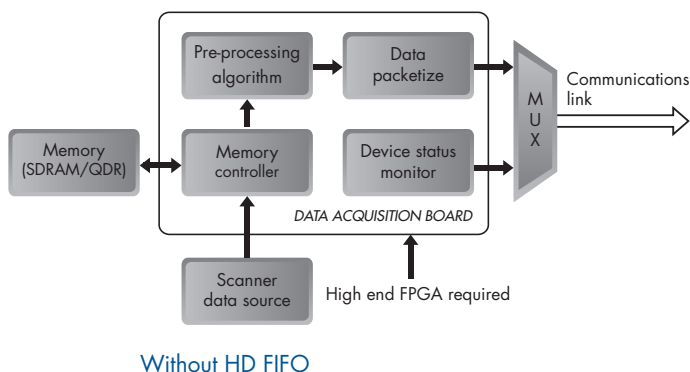 Pre-processing
algorithm
Data
packetize
Communications
link
M
U
X
Memory
(SDRAM/QDR)
Memory
controller
Device status
monitor
DATA ACQUISITION BOARD
Scanner
data source
High end FPGA required
Without HD FIFO